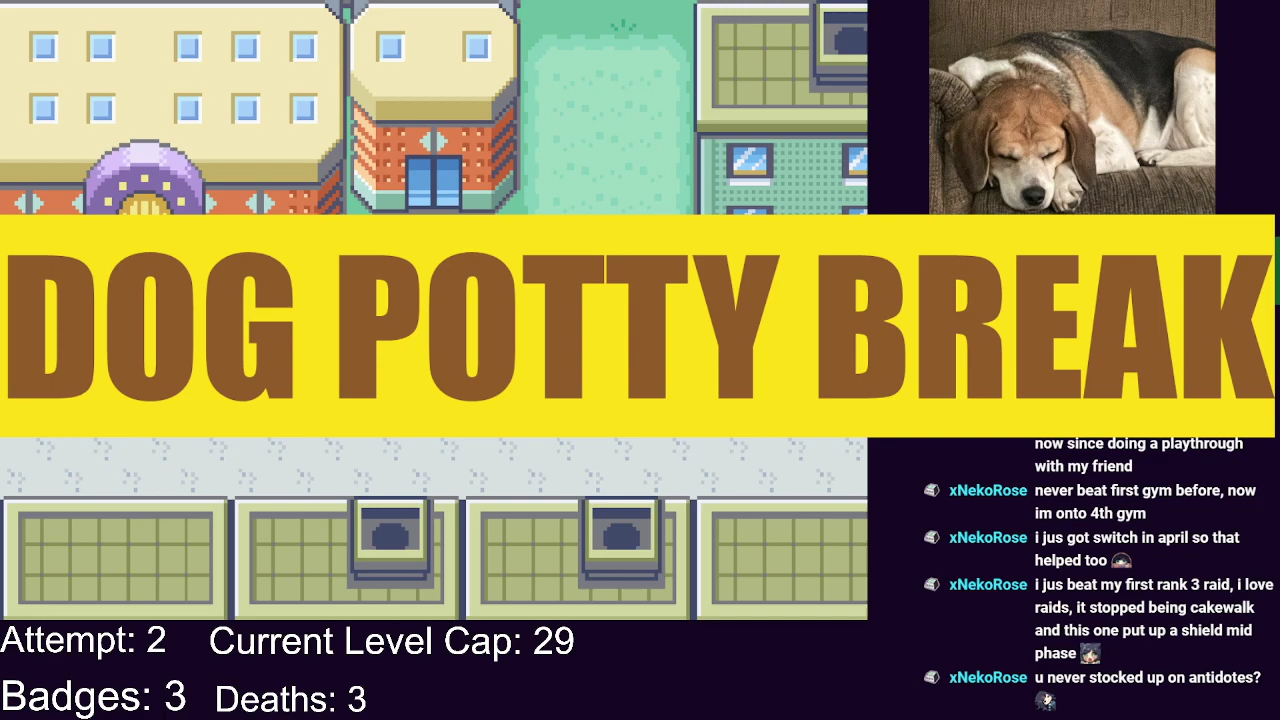 DOG POTTY BREAK
now since doing a playthrough
with my friend
xNekoRose never beat first gym before, now
im onto 4th gym
xNekoRose i jus got switch in april so that
helped too
xNekoRose i jus beat my first rank 3 raid, i love
raids, it stopped being cakewalk
and this one put up a shield mid
phase
xNekoRose u never stocked up on antidotes?
Attempt: 2 Current Level Cap: 29
Badges: 3 Deaths: 3